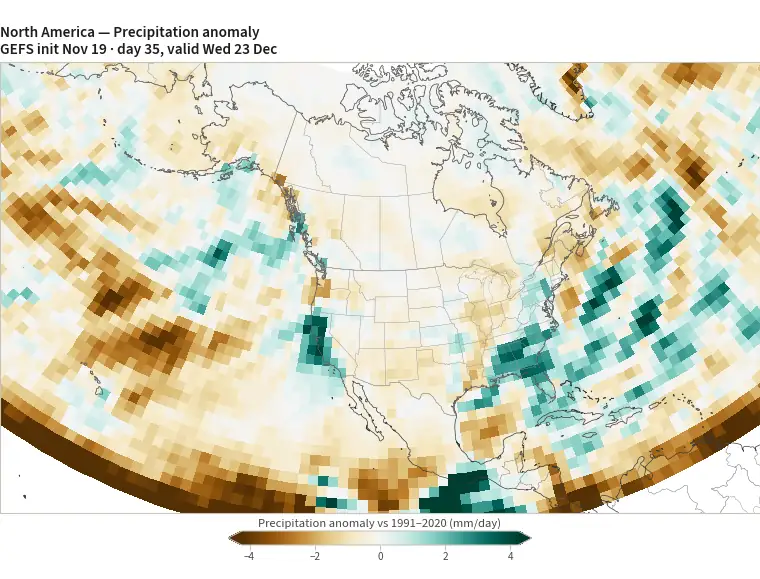 North America — Precipitation anomaly
GEFS init Nov 19 · day 35, valid Wed 23 Dec
Precipitation anomaly vs 1991–2020 (mm/day)
−4 −2 0 2 4